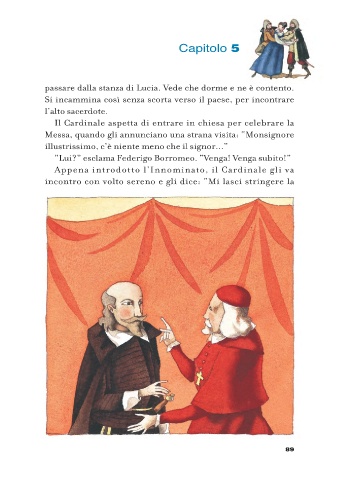 Capitolo 5
passare dalla stanza di Lucia. Vede che dorme e ne è contento.
Si incammina così senza scorta verso il paese, per incontrare
l'alto sacerdote.
Il Cardinale aspetta di entrare in chiesa per celebrare la
Messa, quando gli annunciano una strana visita: "Monsignore
illustrissimo, c'è niente meno che il signor..."
"Lui?" esclama Federigo Borromeo. "Venga! Venga subito!"
Appena introdotto l'Innominato, il Cardinale gli va
incontro con volto sereno e gli dice: "Mi lasci stringere la
89